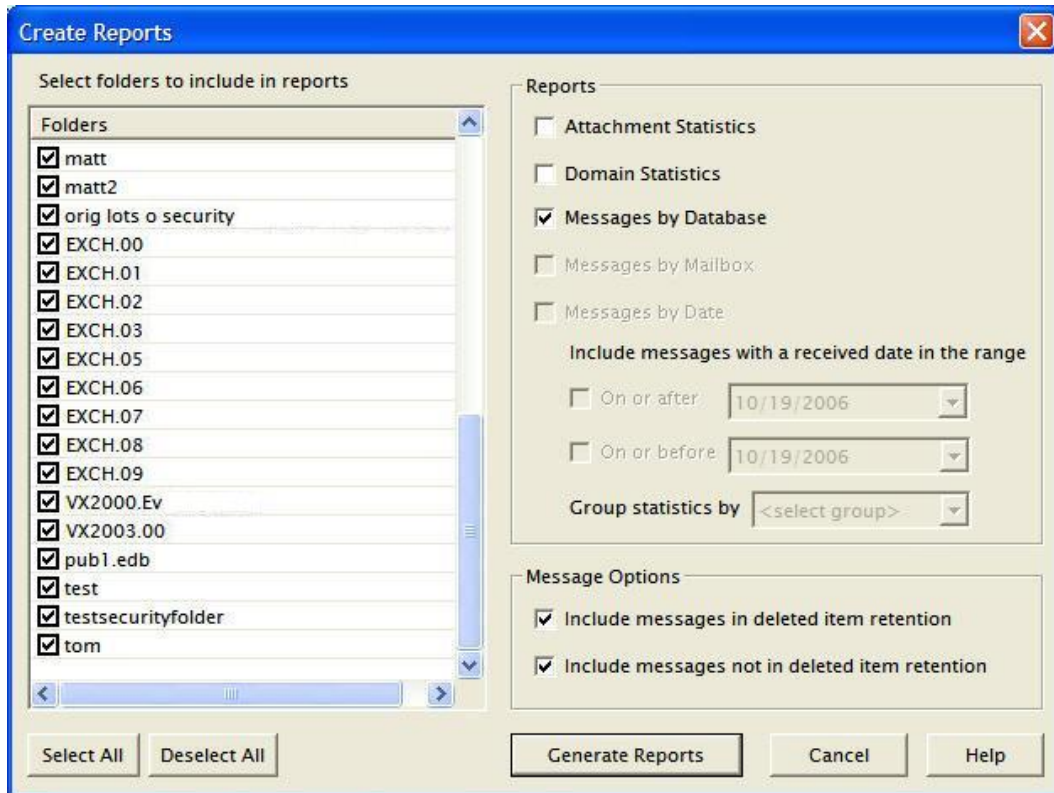 Create Reports
Select folders to include in reports
Folders
matt
matt2
orig lots o security
EXCH.00
EXCH.01
EXCH.02
EXCH.03
EXCH.05
EXCH.06
EXCH.07
EXCH.08
EXCH.09
VX2000.Ev
VX2003.00
pub1.edb
test
testsecurityfolder
tom
Select All
Deselect All
Reports
Attachment Statistics
Domain Statistics
Messages by Database
Messages by Mailbox
Messages by Date
Include messages with a received date in the range
On or after 10/19/2006
On or before 10/19/2006
Group statistics by <select group>
Message Options
Include messages in deleted item retention
Include messages not in deleted item retention
Generate Reports
Cancel
Help